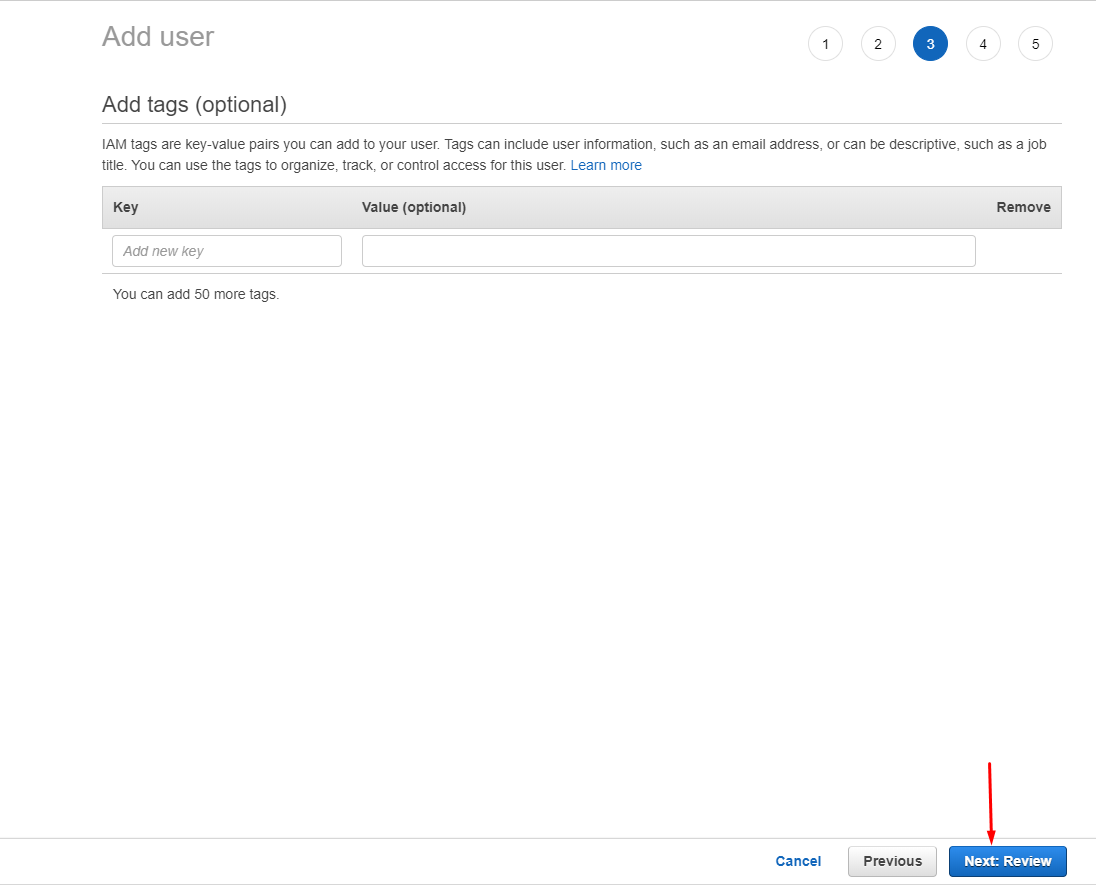 Add user
1 2 3 4 5
Add tags (optional)
IAM tags are key-value pairs you can add to your user. Tags can include user information, such as an email address, or can be descriptive, such as a job
title. You can use the tags to organize, track, or control access for this user. Learn more
Key Value (optional) Remove
Add new key
You can add 50 more tags.
Cancel Previous Next: Review